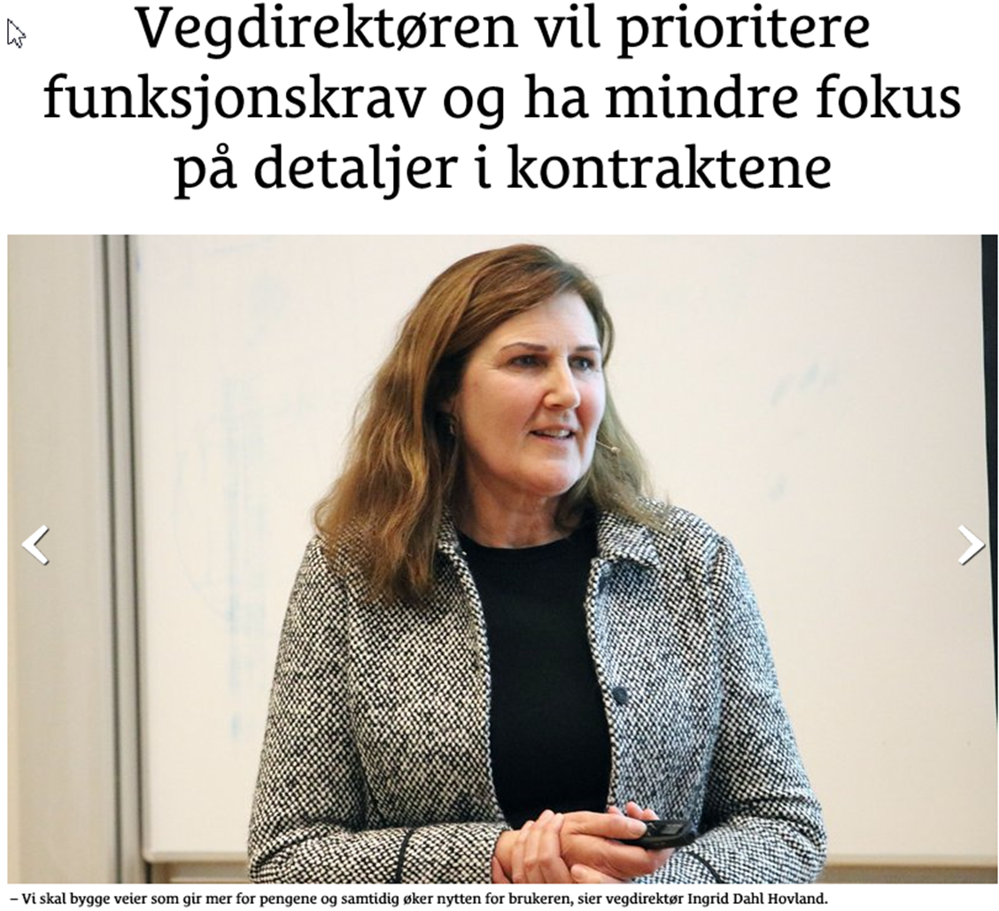 Vegdirektøren vil prioritere
funksjonskrav og ha mindre fokus
på detaljer i kontraktene
– Vi skal bygge veier som gir mer for pengene og samtidig øker nytten for brukeren, sier vegdirektør Ingrid Dahl Hovland.